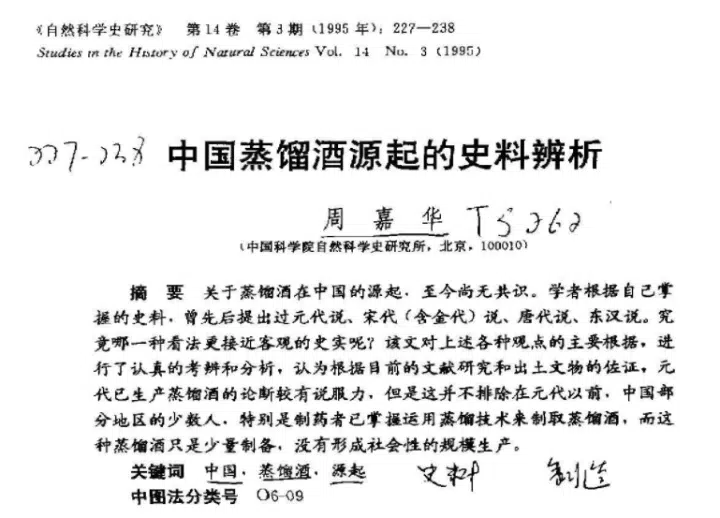 《自然科学史研究》 第14卷 第3期(1995年):227—238
Studies in the History of Natural Sciences Vol. 14 No. 3 (1995)
227-238 中国蒸馏酒源起的史料辨析
周嘉华 TS262
(中国科学院自然科学史研究所,北京,100010)
摘 要 关于蒸馏酒在中国的源起,至今尚无共识。学者根据自己掌
握的史料,曾先后提出过元代说、宋代(含金代)说、唐代说、东汉说。究
竟哪一种看法更接近客观的史实呢?该文对上述各种观点的主要根据,进
行了认真的考辨和分析,认为根据目前的文献研究和出土文物的佐证,元
代已生产蒸馏酒的论断较有说服力,但是这并不排除在元代以前,中国部
分地区的少数人,特别是制药者已掌握运用蒸馏技术来制取蒸馏酒,而这
种蒸馏酒只是少量制备,没有形成社会性的规模生产。
关键词 中国,蒸馏酒,源起 史料 制造
中图法分类号 O6-09